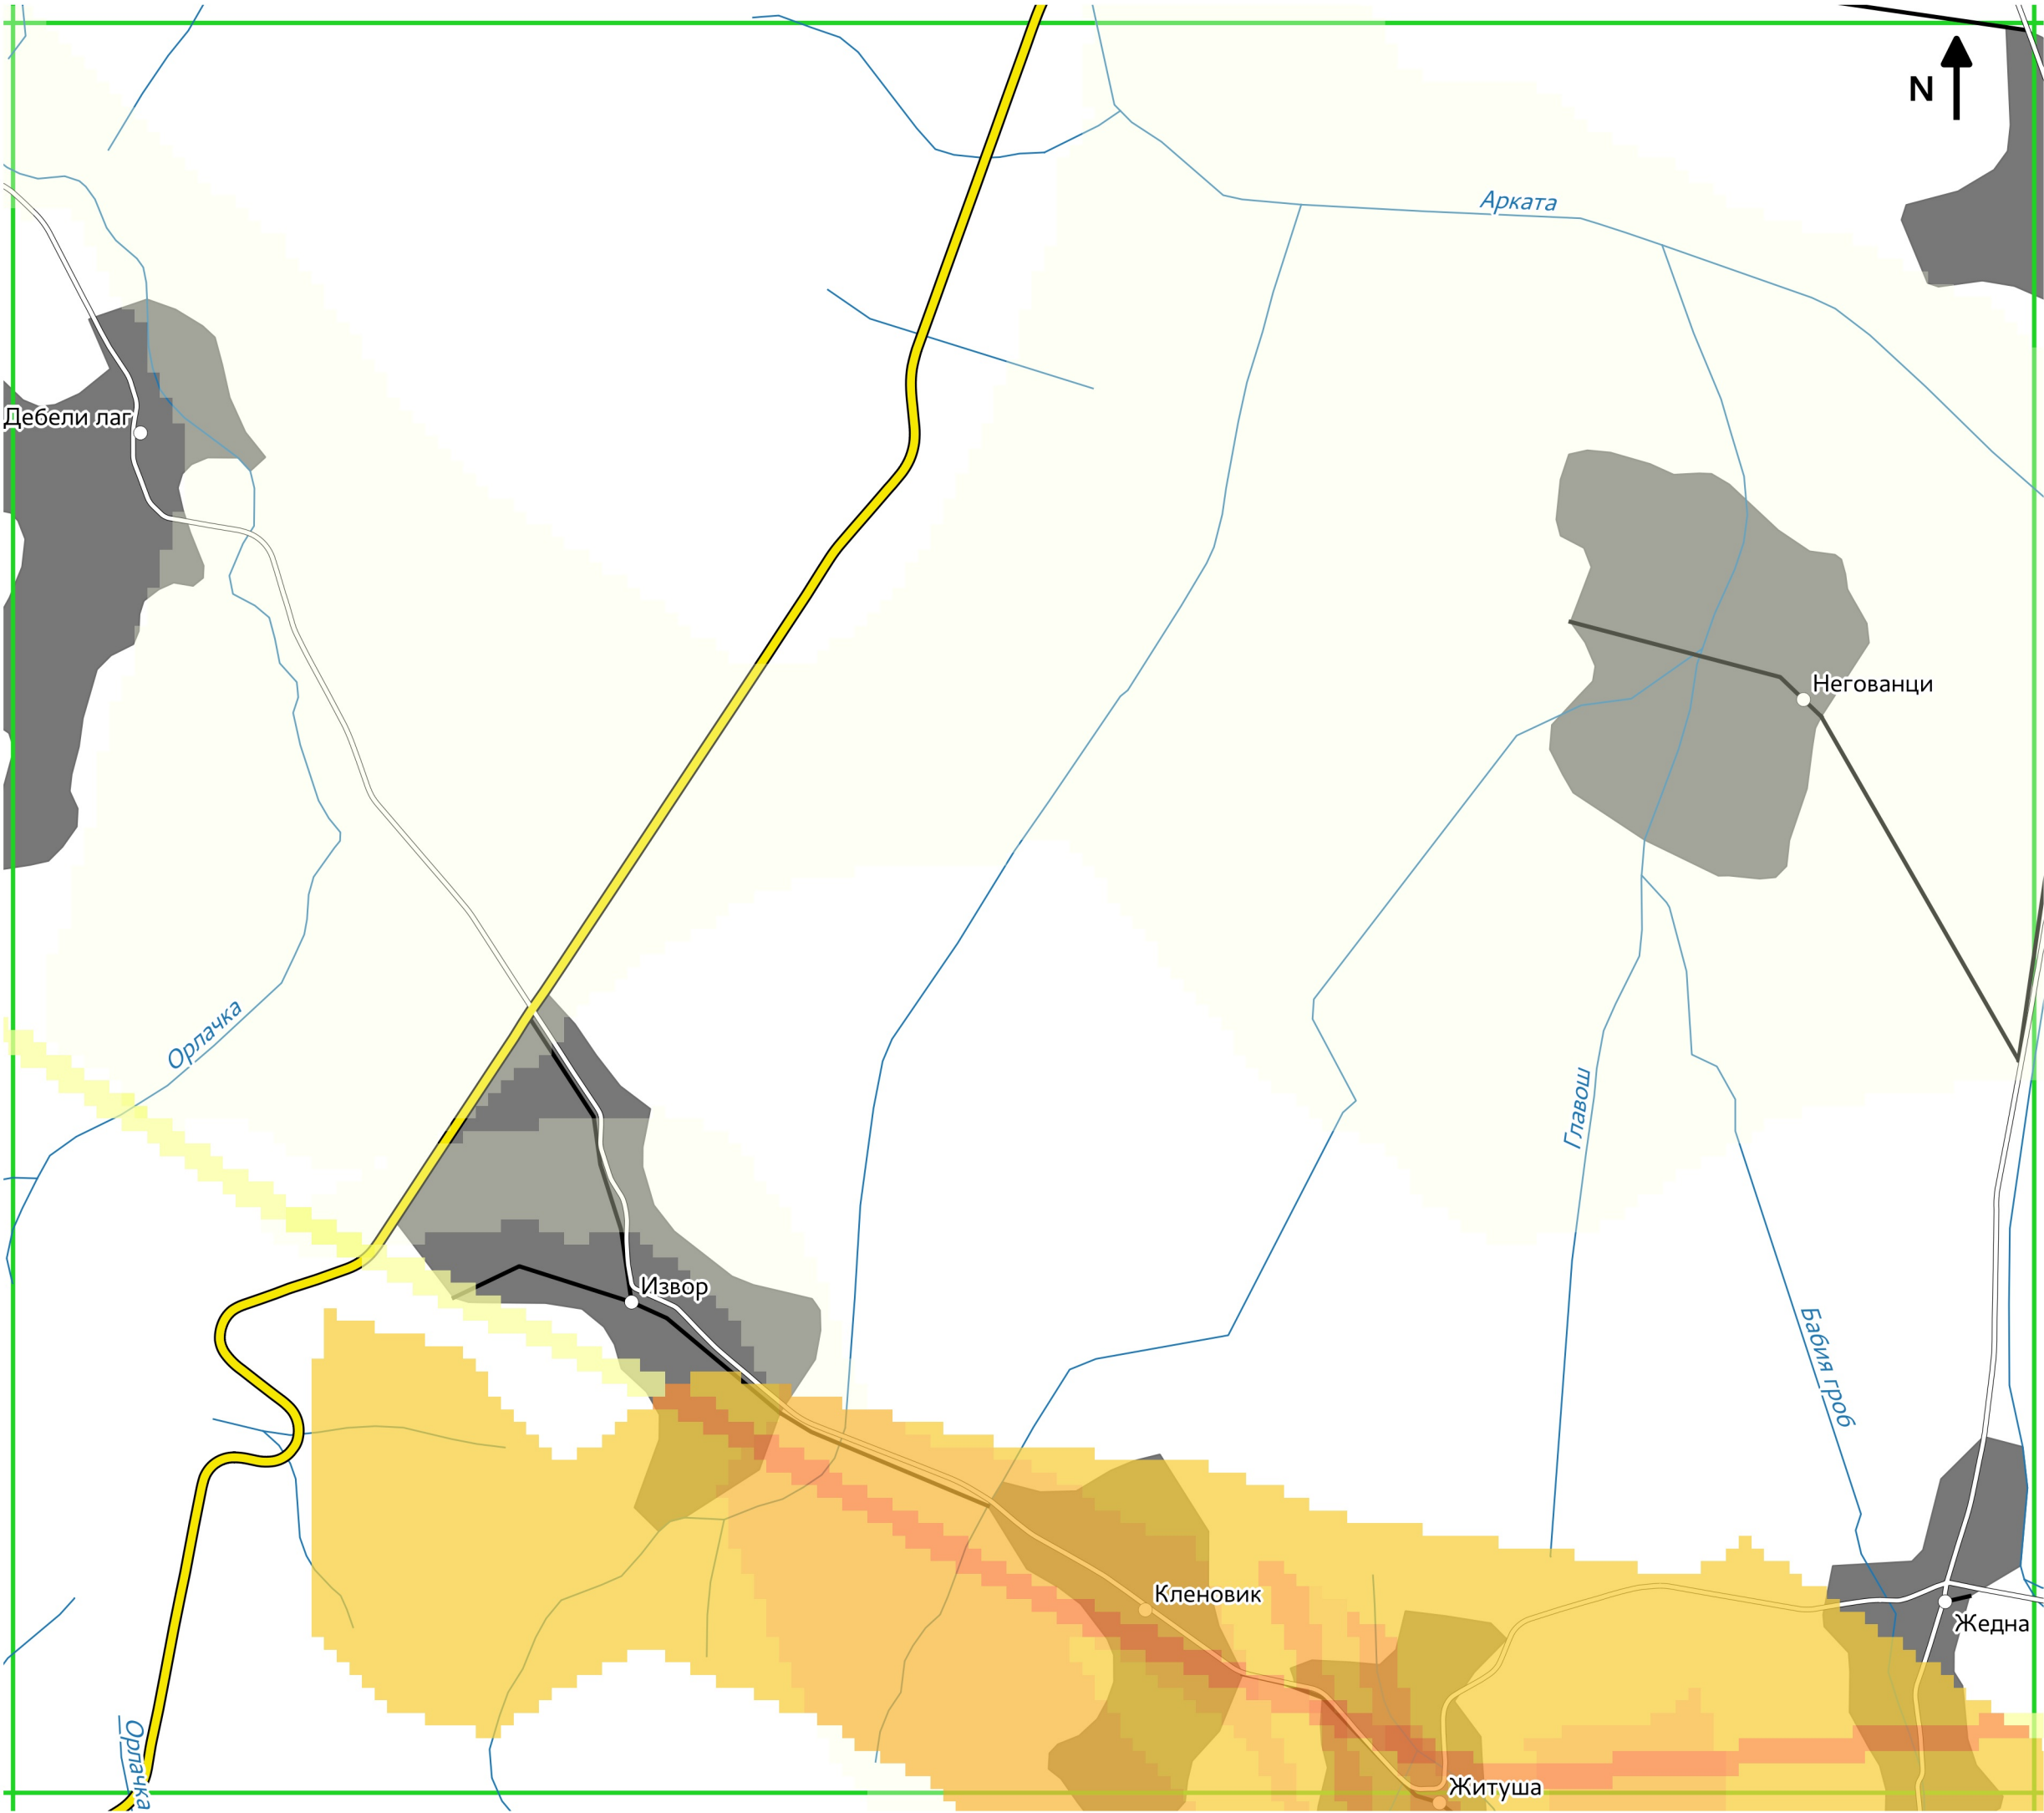 N
Арката
Дебели лаг
Негованци
Орлачка
Главош
Извор
Бабия гроб
Кленовик
Жедна
Орлачка
Житуша